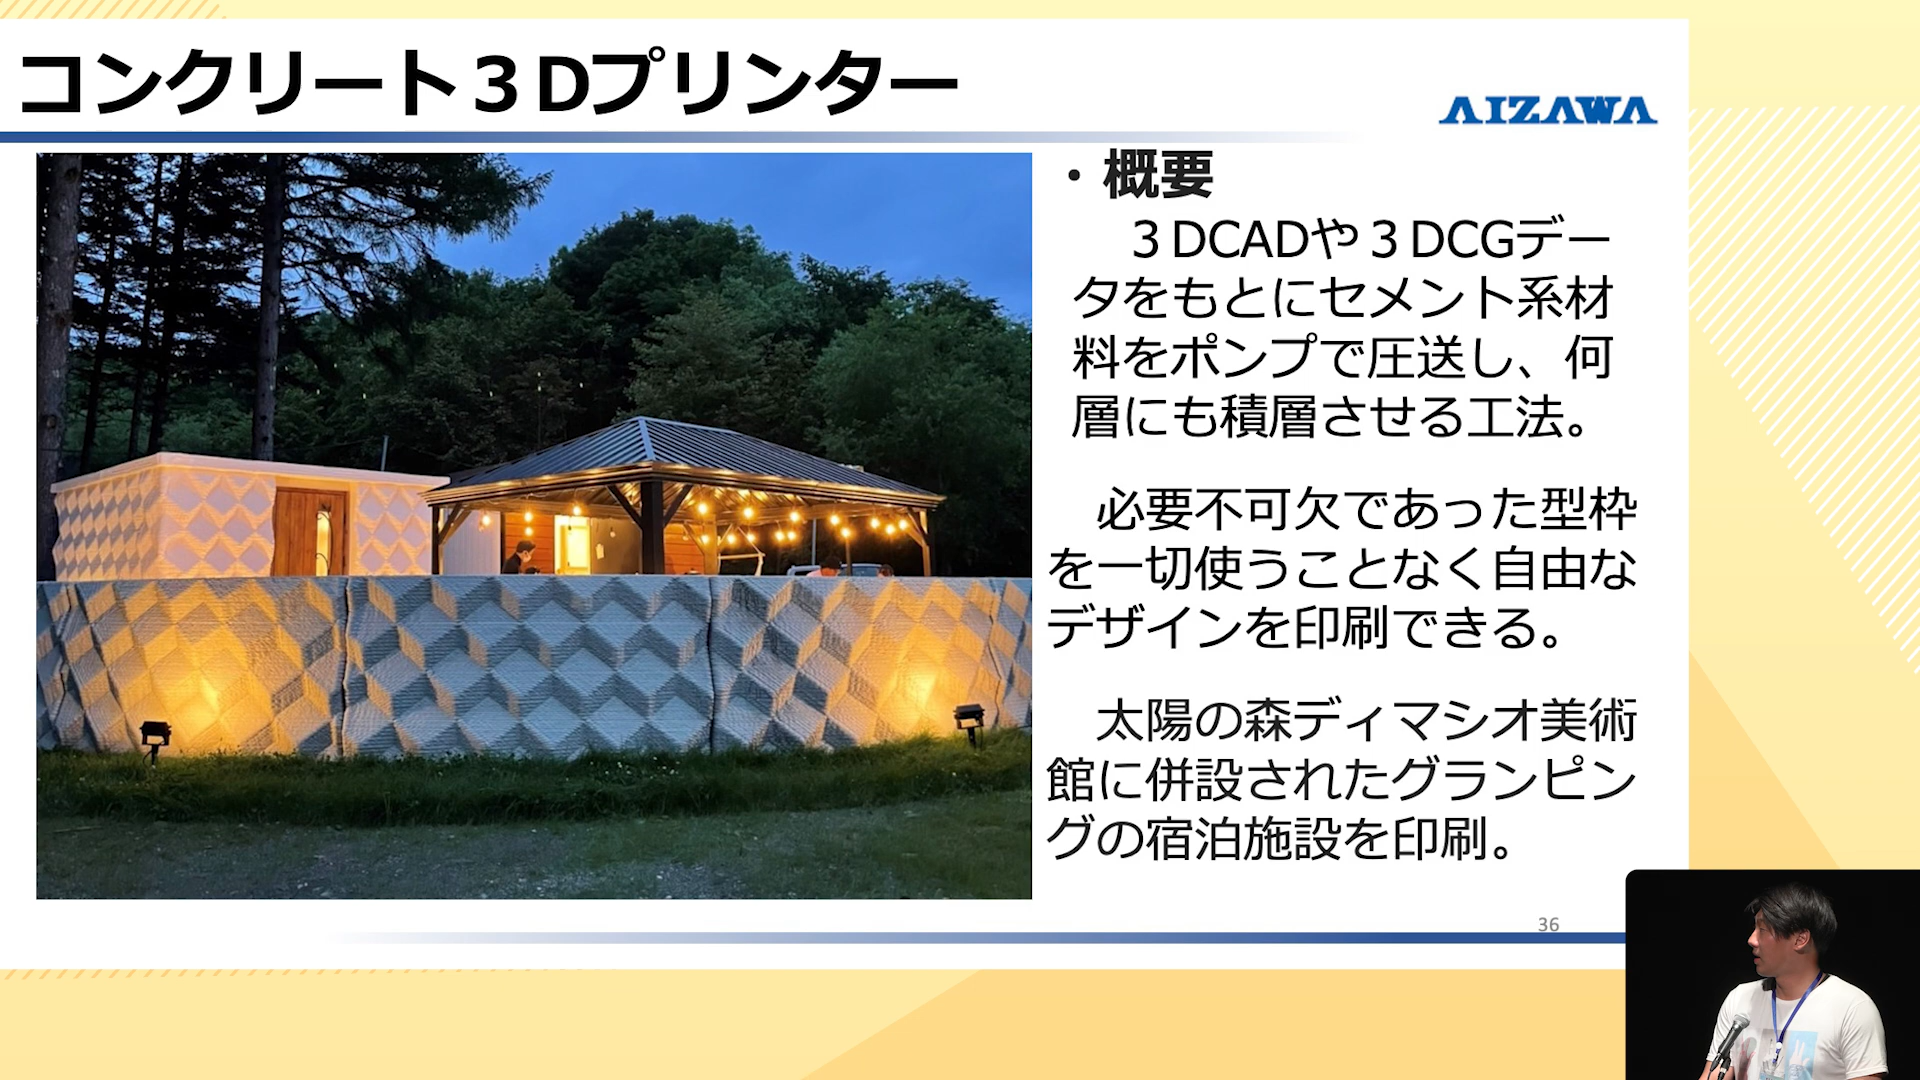 コンクリート３Dプリンター
AIZAWA
・概要
３DCADや３DCGデー
タをもとにセメント系材
料をポンプで圧送し、何
層にも積層させる工法。
必要不可欠であった型枠
を一切使うことなく自由な
デザインを印刷できる。
太陽の森ディマシオ美術
館に併設されたグランピン
グの宿泊施設を印刷。
36